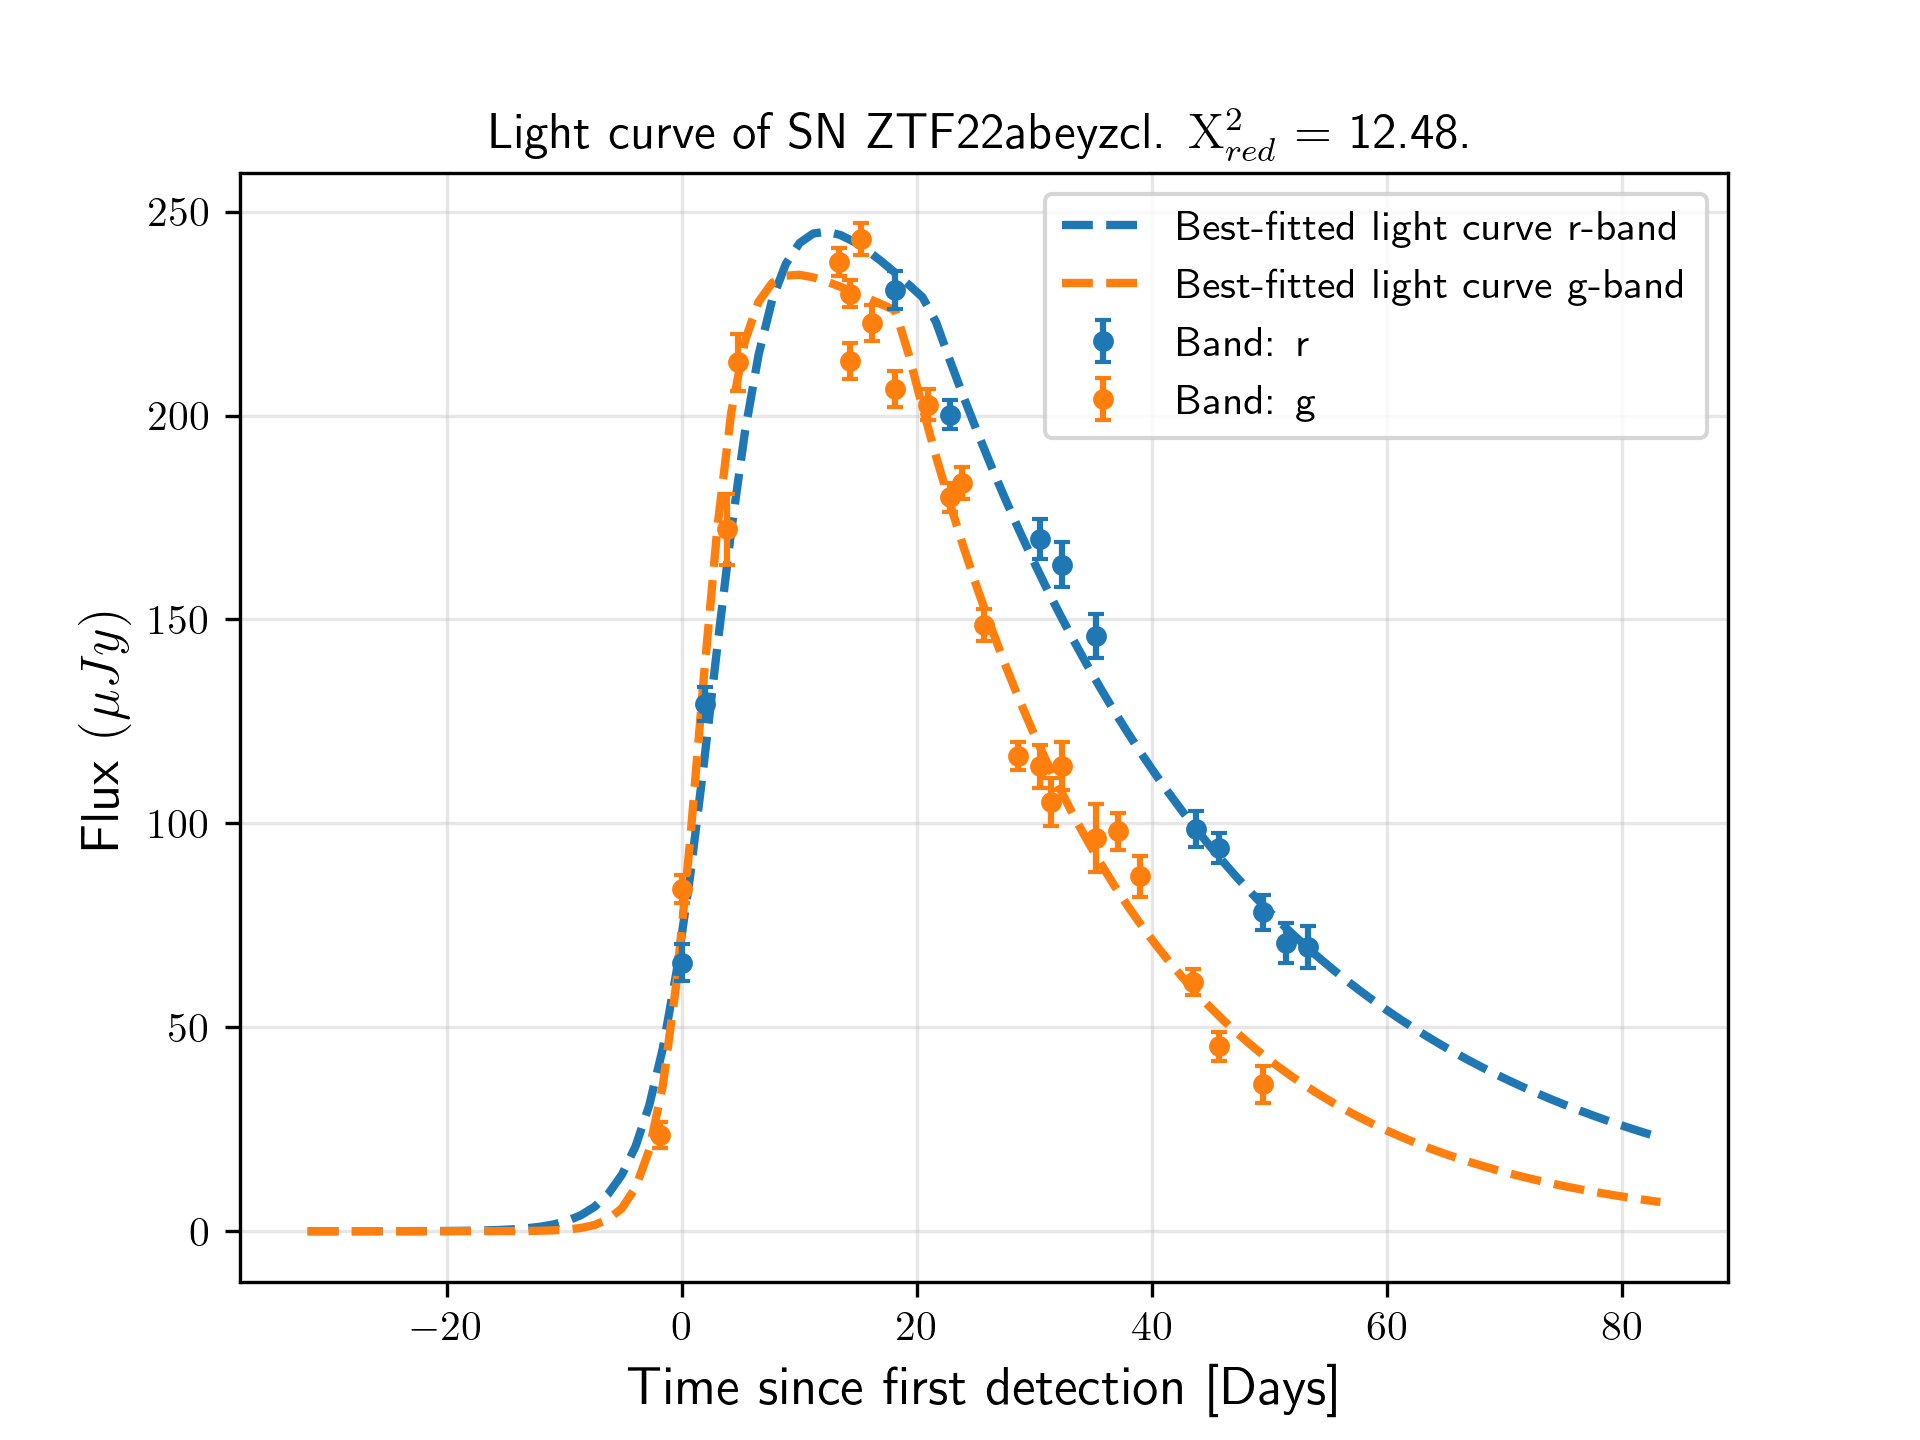 Light curve of SN ZTF22abeyzcl. X²_red = 12.48.
Best-fitted light curve r-band
Best-fitted light curve g-band
Band: r
Band: g
Flux (μJy)
250
200
150
100
50
0
−20 0 20 40 60 80
Time since first detection [Days]